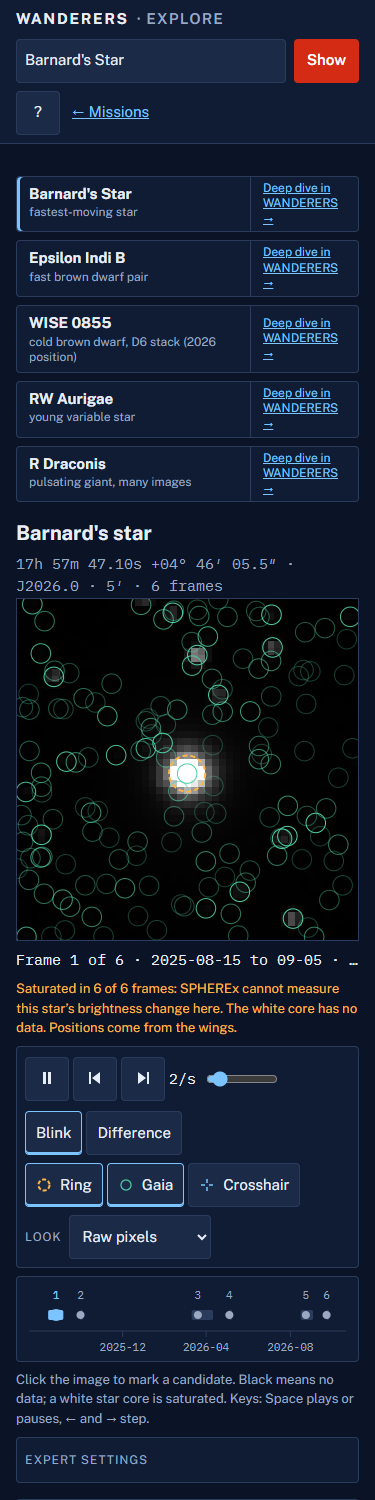 WANDERERS · EXPLORE
Barnard's Star
Show
?
← Missions
Barnard's Star
fastest-moving star
Deep dive in
WANDERERS
→
Epsilon Indi B
fast brown dwarf pair
Deep dive in
WANDERERS
→
WISE 0855
cold brown dwarf, D6 stack (2026
position)
Deep dive in
WANDERERS
→
RW Aurigae
young variable star
Deep dive in
WANDERERS
→
R Draconis
pulsating giant, many images
Deep dive in
WANDERERS
→
Barnard's star
17h 57m 47.10s +04° 46′ 05.5″ ·
J2026.0 · 5′ · 6 frames
Frame 1 of 6 · 2025-08-15 to 09-05 · …
Saturated in 6 of 6 frames: SPHEREx cannot measure
this star's brightness change here. The white core has no
data. Positions come from the wings.
2/s
Blink
Difference
Ring
Gaia
Crosshair
LOOK
Raw pixels
1 2 3 4 5 6
2025-12 2026-04 2026-08
Click the image to mark a candidate. Black means no
data; a white star core is saturated. Keys: Space plays or
pauses, ← and → step.
EXPERT SETTINGS